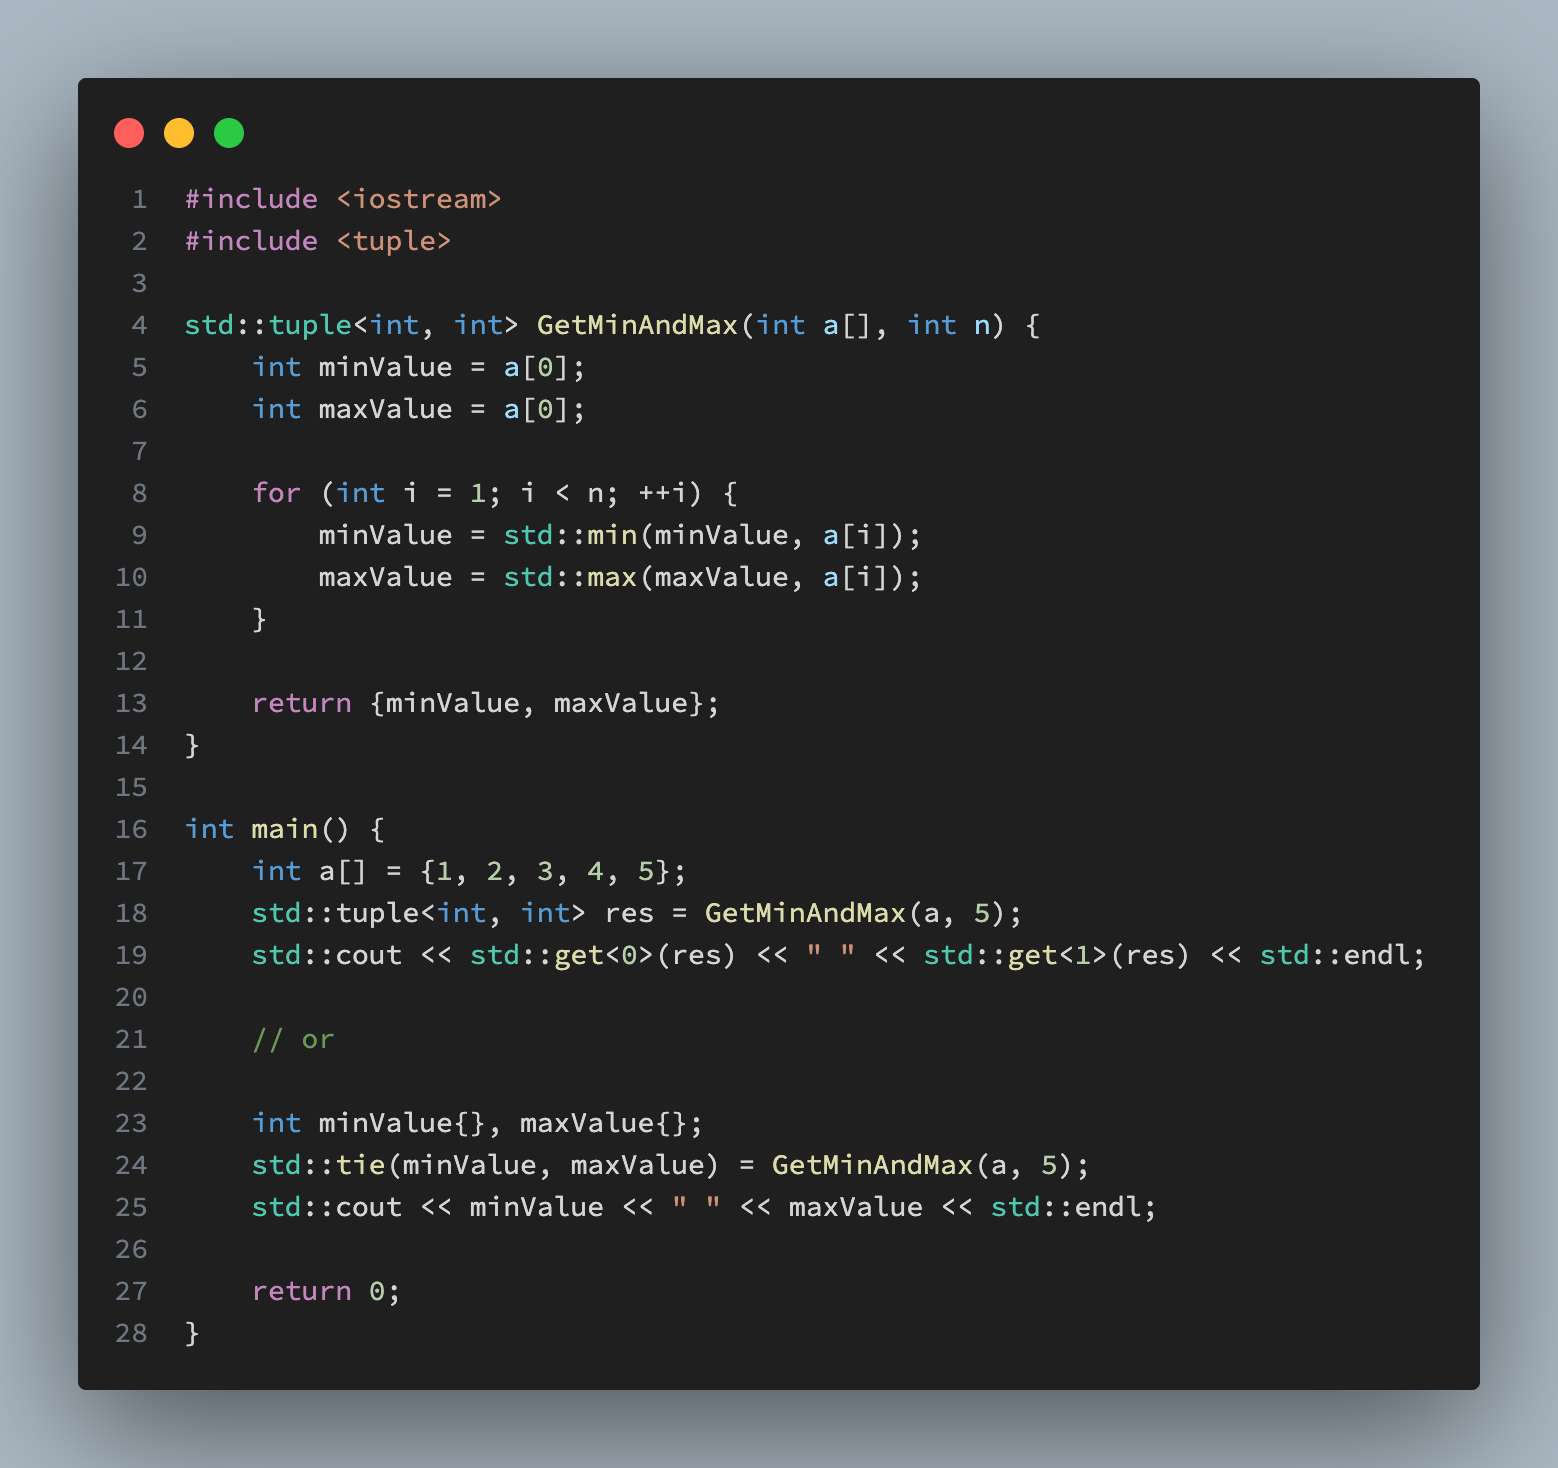 1 #include <iostream>
2 #include <tuple>
3
4 std::tuple<int, int> GetMinAndMax(int a[], int n) {
5     int minValue = a[0];
6     int maxValue = a[0];
7
8     for (int i = 1; i < n; ++i) {
9         minValue = std::min(minValue, a[i]);
10         maxValue = std::max(maxValue, a[i]);
11     }
12
13     return {minValue, maxValue};
14 }
15
16 int main() {
17     int a[] = {1, 2, 3, 4, 5};
18     std::tuple<int, int> res = GetMinAndMax(a, 5);
19     std::cout << std::get<0>(res) << " " << std::get<1>(res) << std::endl;
20
21     // or
22
23     int minValue{}, maxValue{};
24     std::tie(minValue, maxValue) = GetMinAndMax(a, 5);
25     std::cout << minValue << " " << maxValue << std::endl;
26
27     return 0;
28 }